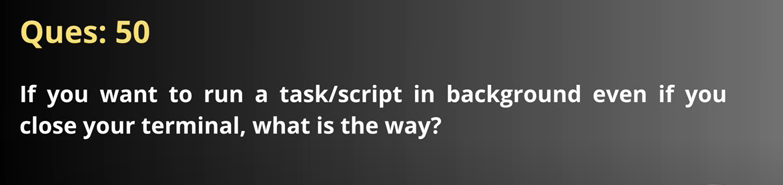 Ques: 50
If you want to run a task/script in background even if you
close your terminal, what is the way?